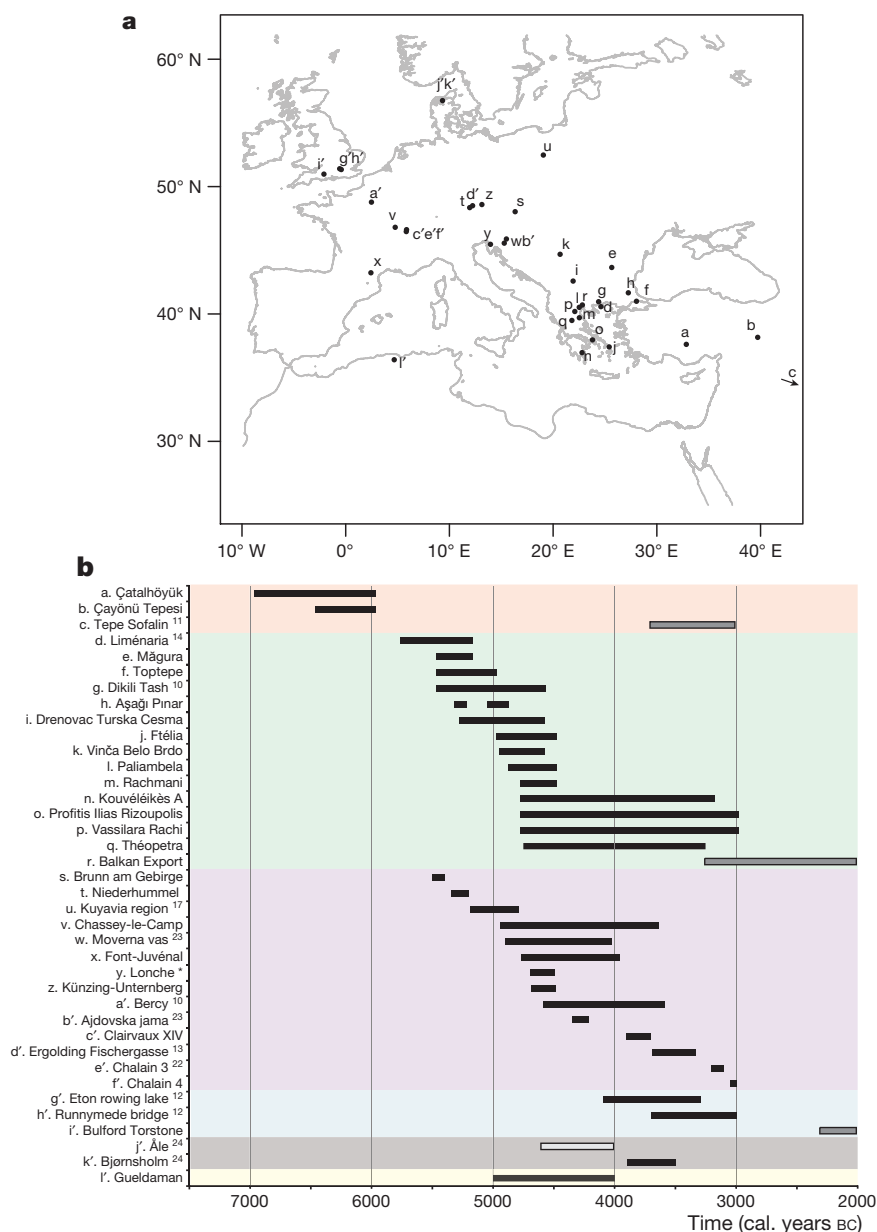 a
60° N
50° N
40° N
30° N
10° W 0° 10° E 20° E 30° E 40° E
j′k′
u
g′h′
i′
a′
d′
t
z
s
v
c′e′f′
y
wb′
k
e
x
i
h
f
g
l r
d
p
m
q
o
a
b
j
n
c
l′
b
a. Çatalhöyük
b. Çayönü Tepesi
c. Tepe Sofalin 11
d. Liménaria 14
e. Măgura
f. Toptepe
g. Dikili Tash 10
h. Aşağı Pınar
i. Drenovac Turska Cesma
j. Ftélia
k. Vinča Belo Brdo
l. Paliambela
m. Rachmani
n. Kouvéléikès A
o. Profitis Ilias Rizoupolis
p. Vassilara Rachi
q. Théopetra
r. Balkan Export
s. Brunn am Gebirge
t. Niederhummel
u. Kuyavia region 17
v. Chassey-le-Camp
w. Moverna vas 23
x. Font-Juvénal
y. Lonche *
z. Künzing-Unternberg
a′. Bercy 10
b′. Ajdovska jama 23
c′. Clairvaux XIV
d′. Ergolding Fischergasse 13
e′. Chalain 3 22
f′. Chalain 4
g′. Eton rowing lake 12
h′. Runnymede bridge 12
i′. Bulford Torstone
j′. Åle 24
k′. Bjørnsholm 24
l′. Gueldaman
7000 6000 5000 4000 3000 2000
Time (cal. years BC)